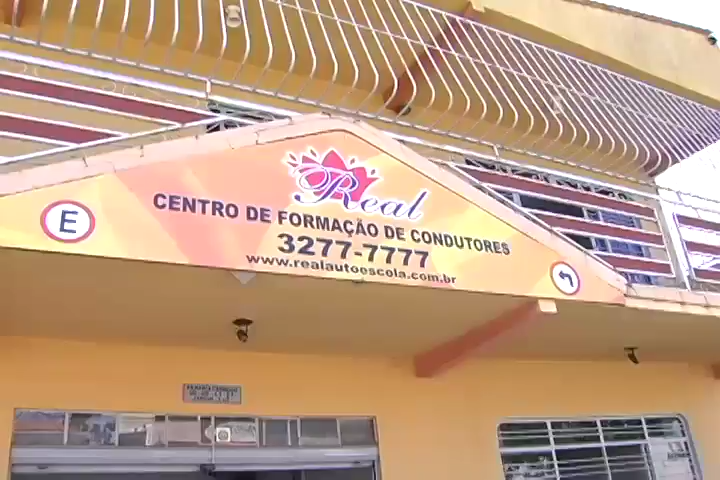 Real
CENTRO DE FORMAÇÃO DE CONDUTORES
3277-7777
www.realautoescola.com.br
E